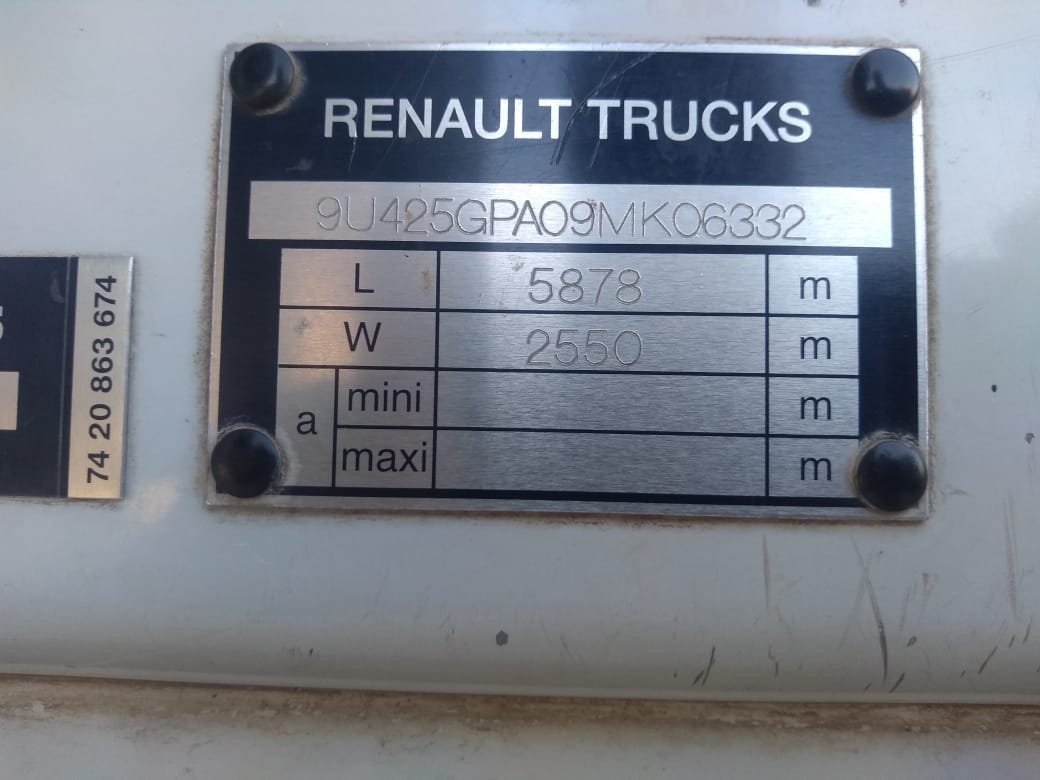 RENAULT TRUCKS
9U425GPA09MK06332
L 5878 m
W 2550 m
a mini m
maxi m
74 20 863 674